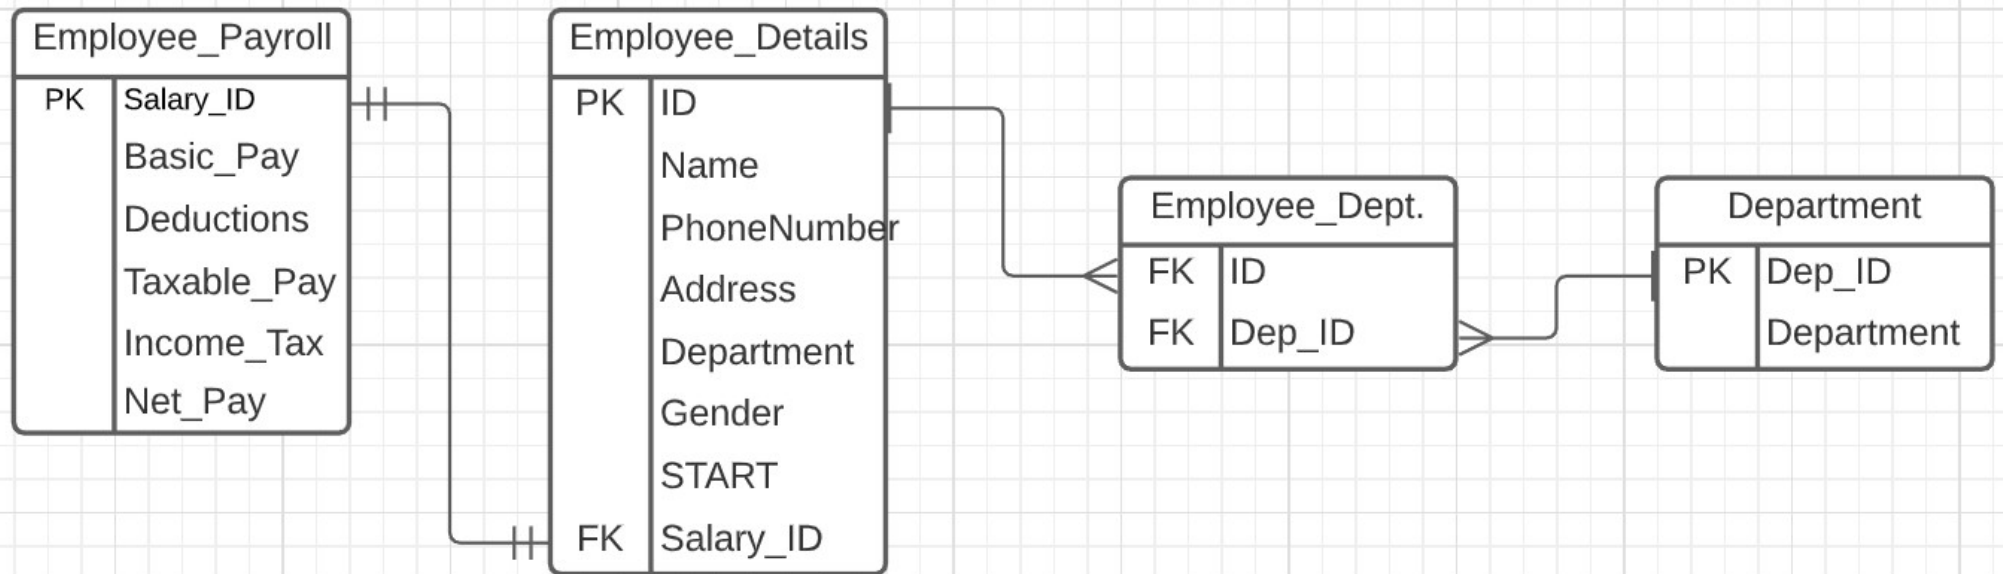 Employee_Payroll
PK Salary_ID
Basic_Pay
Deductions
Taxable_Pay
Income_Tax
Net_Pay
Employee_Details
PK ID
Name
PhoneNumber
Address
Department
Gender
START
FK Salary_ID
Employee_Dept.
FK ID
FK Dep_ID
Department
PK Dep_ID
Department